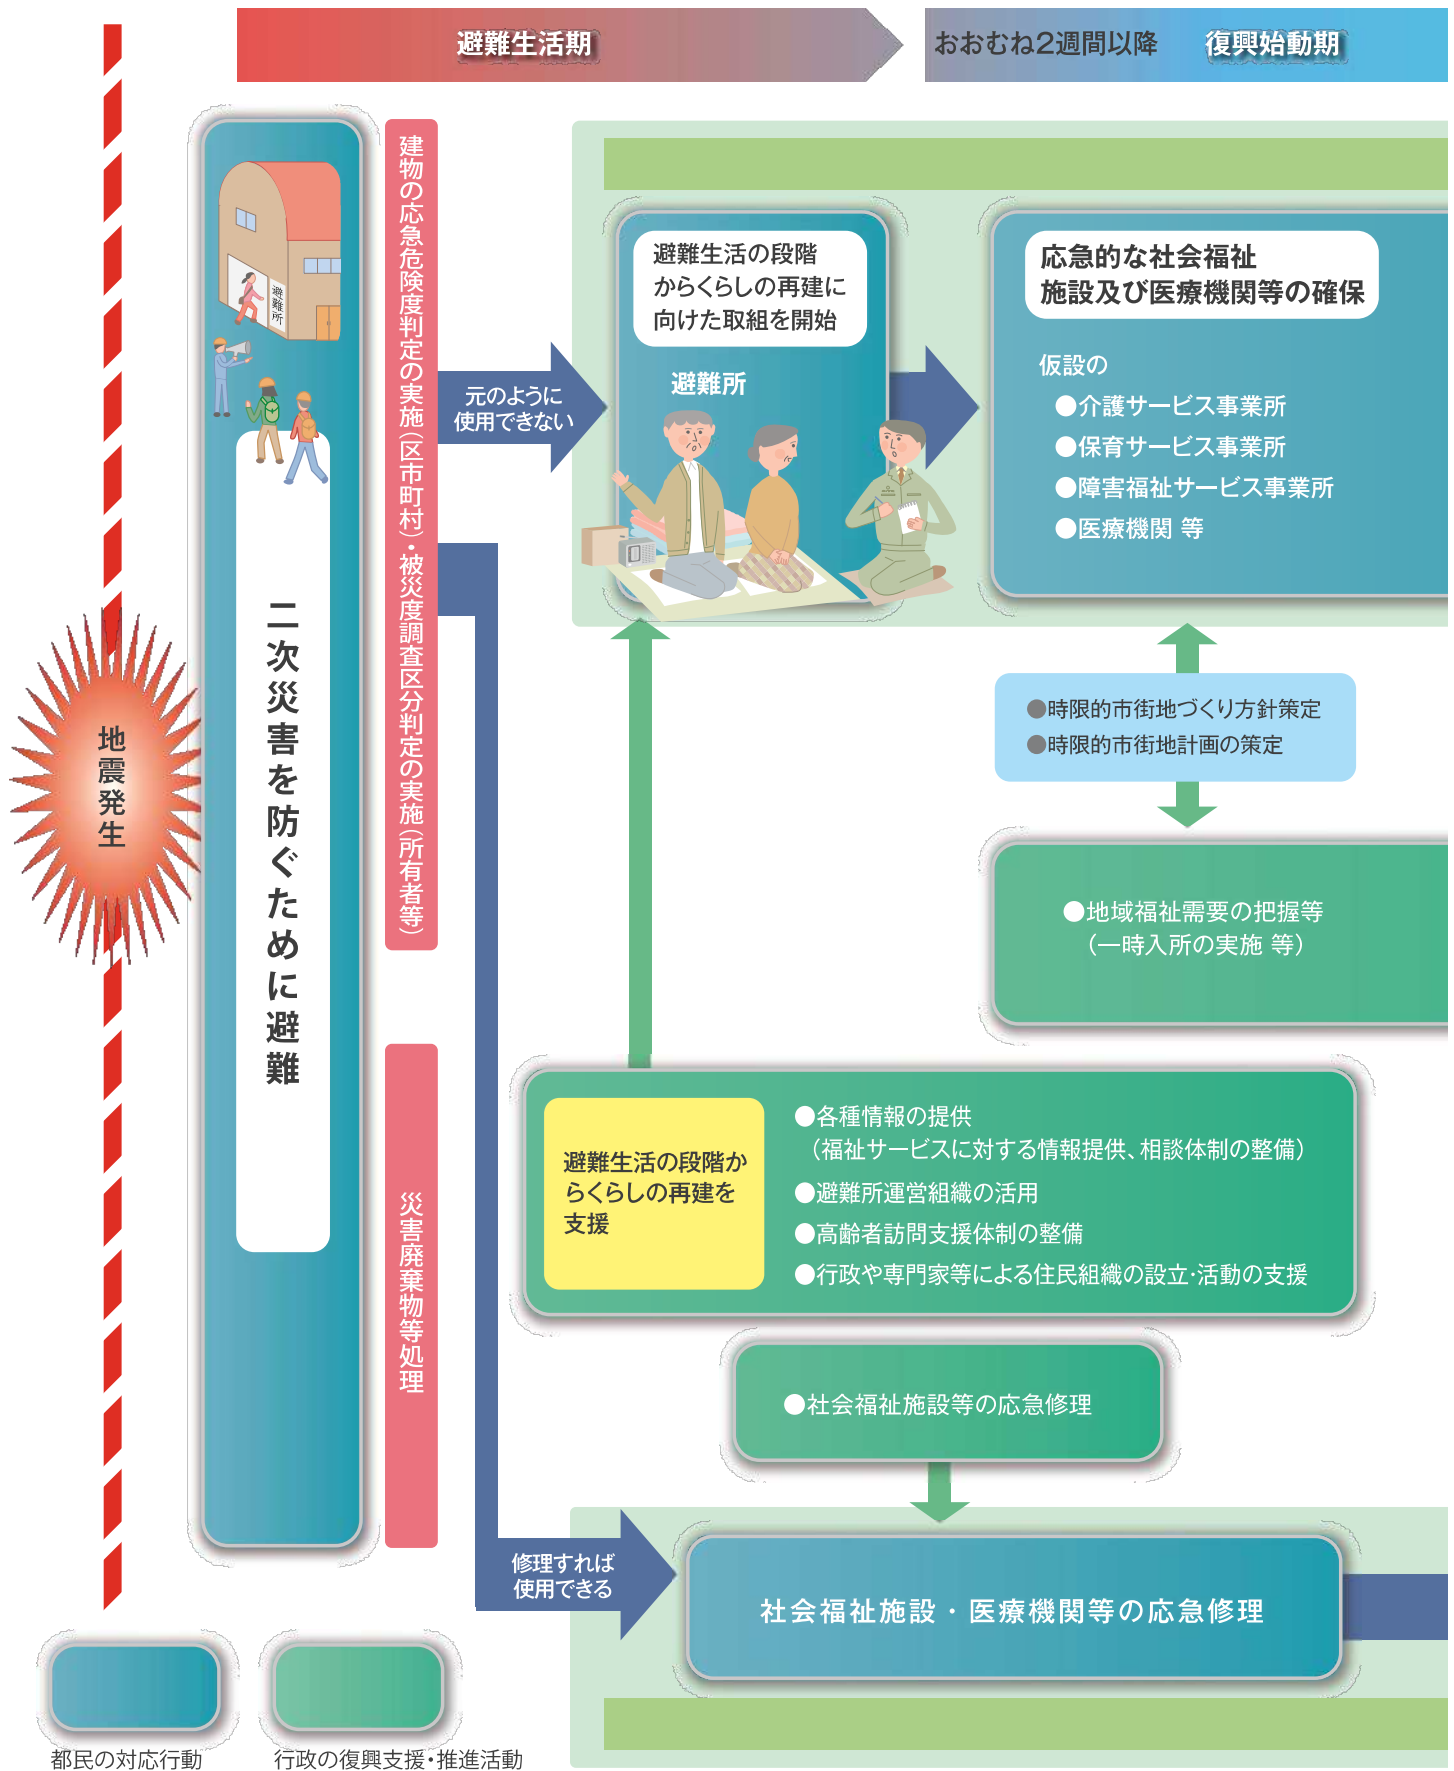 避難生活期
おおむね2週間以降
復興始動期
地震発生
避難所
二次災害を防ぐために避難
建物の応急危険度判定の実施(区市町村)・被災度調査区分判定の実施(所有者等)
災害廃棄物等処理
元のように
使用できない
避難生活の段階
からくらしの再建に
向けた取組を開始
避難所
応急的な社会福祉
施設及び医療機関等の確保
仮設の
●介護サービス事業所
●保育サービス事業所
●障害福祉サービス事業所
●医療機関 等
●時限的市街地づくり方針策定
●時限的市街地計画の策定
●地域福祉需要の把握等
(一時入所の実施 等)
避難生活の段階か
らくらしの再建を
支援
●各種情報の提供
(福祉サービスに対する情報提供、相談体制の整備)
●避難所運営組織の活用
●高齢者訪問支援体制の整備
●行政や専門家等による住民組織の設立・活動の支援
●社会福祉施設等の応急修理
修理すれば
使用できる
社会福祉施設・医療機関等の応急修理
都民の対応行動
行政の復興支援・推進活動